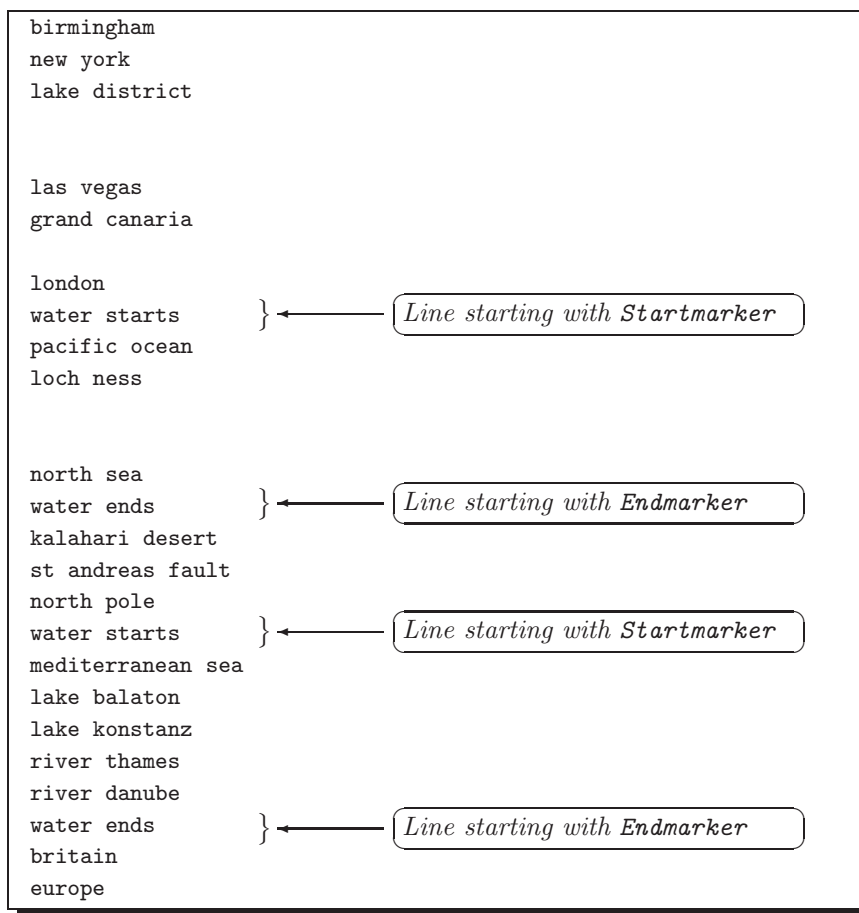 birmingham
new york
lake district
las vegas
grand canaria
london
water starts } Line starting with Startmarker
pacific ocean
loch ness
north sea
water ends } Line starting with Endmarker
kalahari desert
st andreas fault
north pole
water starts } Line starting with Startmarker
mediterranean sea
lake balaton
lake konstanz
river thames
river danube
water ends } Line starting with Endmarker
britain
europe